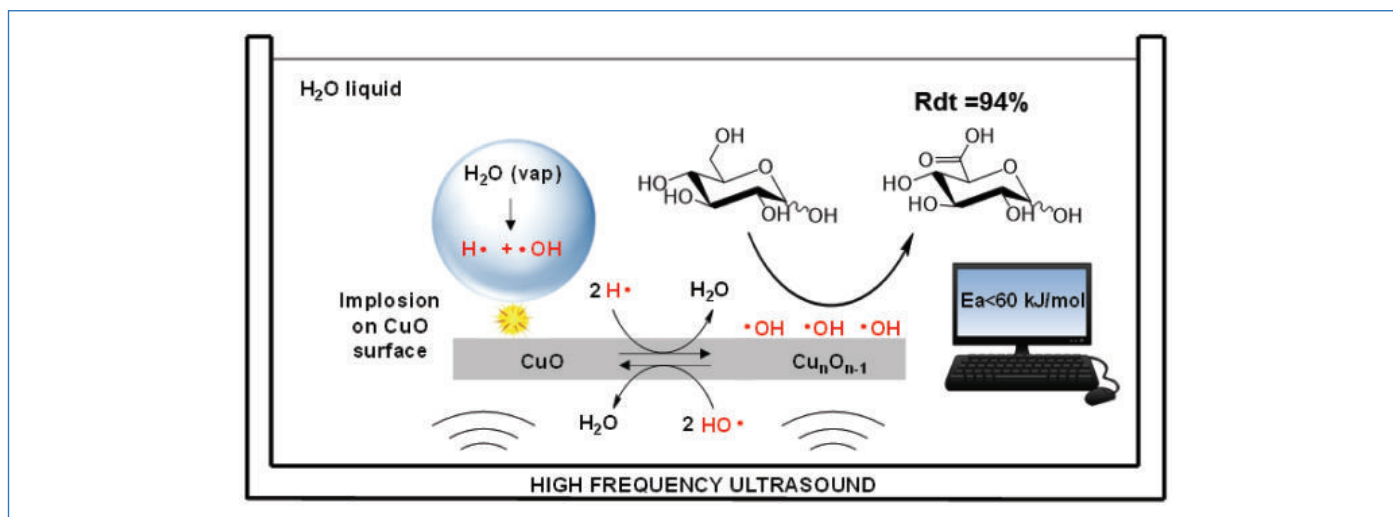 H₂O liquid
Rdt =94%
H₂O (vap)
H• + •OH
OH
O
HO
HO
OH
OH
OH
O
O
HO
HO
OH
OH
Implosion
on CuO
surface
2 H•
H₂O
•OH •OH •OH
Ea<60 kJ/mol
CuO
CuₙOₙ₋₁
H₂O
2 HO•
HIGH FREQUENCY ULTRASOUND